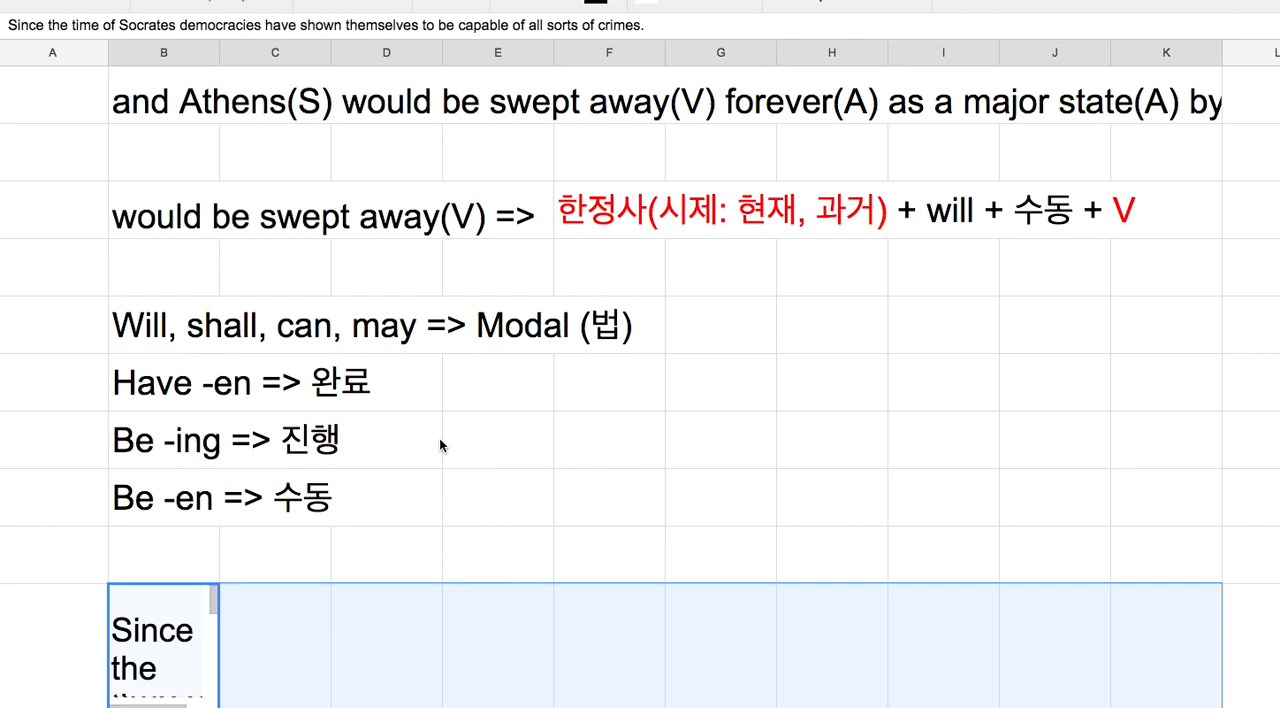 Since the time of Socrates democracies have shown themselves to be capable of all sorts of crimes.
A B C D E F G H I J K L
and Athens(S) would be swept away(V) forever(A) as a major state(A) by
would be swept away(V) => 한정사(시제: 현재, 과거) + will + 수동 + V
Will, shall, can, may => Modal (법)
Have -en => 완료
Be -ing => 진행
Be -en => 수동
Since
the